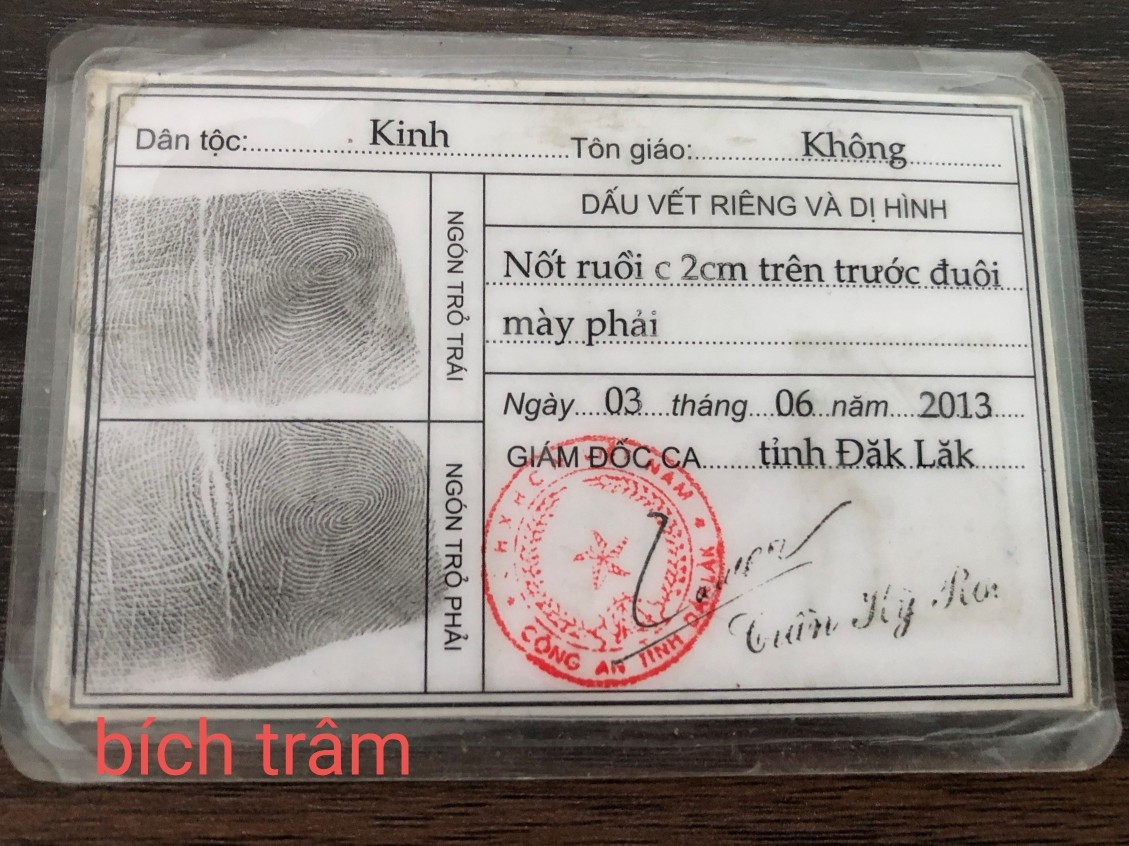 Dân tộc: Kinh Tôn giáo: Không
NGÓN TRỎ TRÁI
DẤU VẾT RIÊNG VÀ DỊ HÌNH
Nốt ruồi c 2cm trên trước đuôi
mày phải
Ngày 03 tháng 06 năm 2013
GIÁM ĐỐC CA tỉnh Đăk Lăk
NGÓN TRỎ PHẢI
CÔNG AN TỈNH
NAM
bích trâm